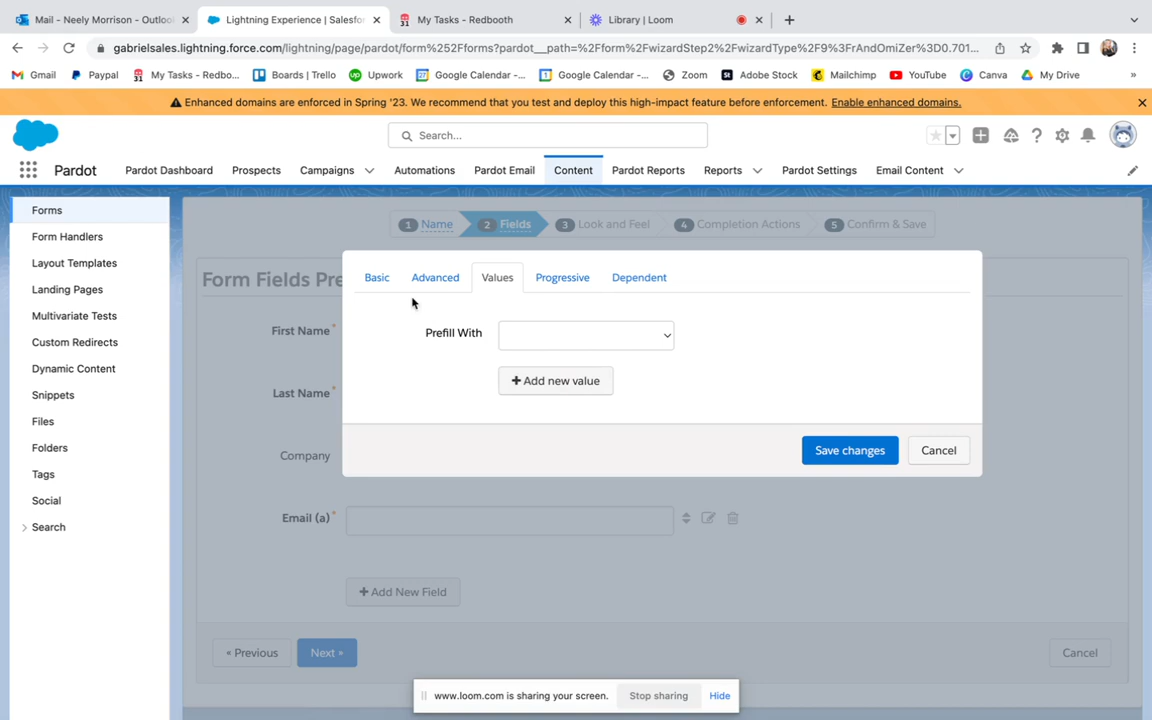 Mail - Neely Morrison - Outlook
Lightning Experience | Salesfo
My Tasks - Redbooth
Library | Loom
gabrielsales.lightning.force.com/lightning/page/pardot/form%252Fforms?pardot__path=%2Fform%2FwizardStep2%2FwizardType%2F9%3FrAndOmiZer%3D0.701...
Gmail
Paypal
My Tasks - Redbo...
Boards | Trello
Upwork
Google Calendar -...
Google Calendar -...
Zoom
Adobe Stock
Mailchimp
YouTube
Canva
My Drive
»
Enhanced domains are enforced in Spring '23. We recommend that you test and deploy this high-impact feature before enforcement. Enable enhanced domains.
Search...
Pardot
Pardot Dashboard
Prospects
Campaigns
Automations
Pardot Email
Content
Pardot Reports
Reports
Pardot Settings
Email Content
Forms
Form Handlers
Layout Templates
Landing Pages
Multivariate Tests
Custom Redirects
Dynamic Content
Snippets
Files
Folders
Tags
Social
Search
1 Name
2 Fields
3 Look and Feel
4 Completion Actions
5 Confirm & Save
Form Fields Pre
Basic
Advanced
Values
Progressive
Dependent
First Name *
Prefill With
+ Add new value
Last Name *
Save changes
Cancel
Company
Email (a) *
+ Add New Field
« Previous
Next »
Cancel
www.loom.com is sharing your screen.
Stop sharing
Hide